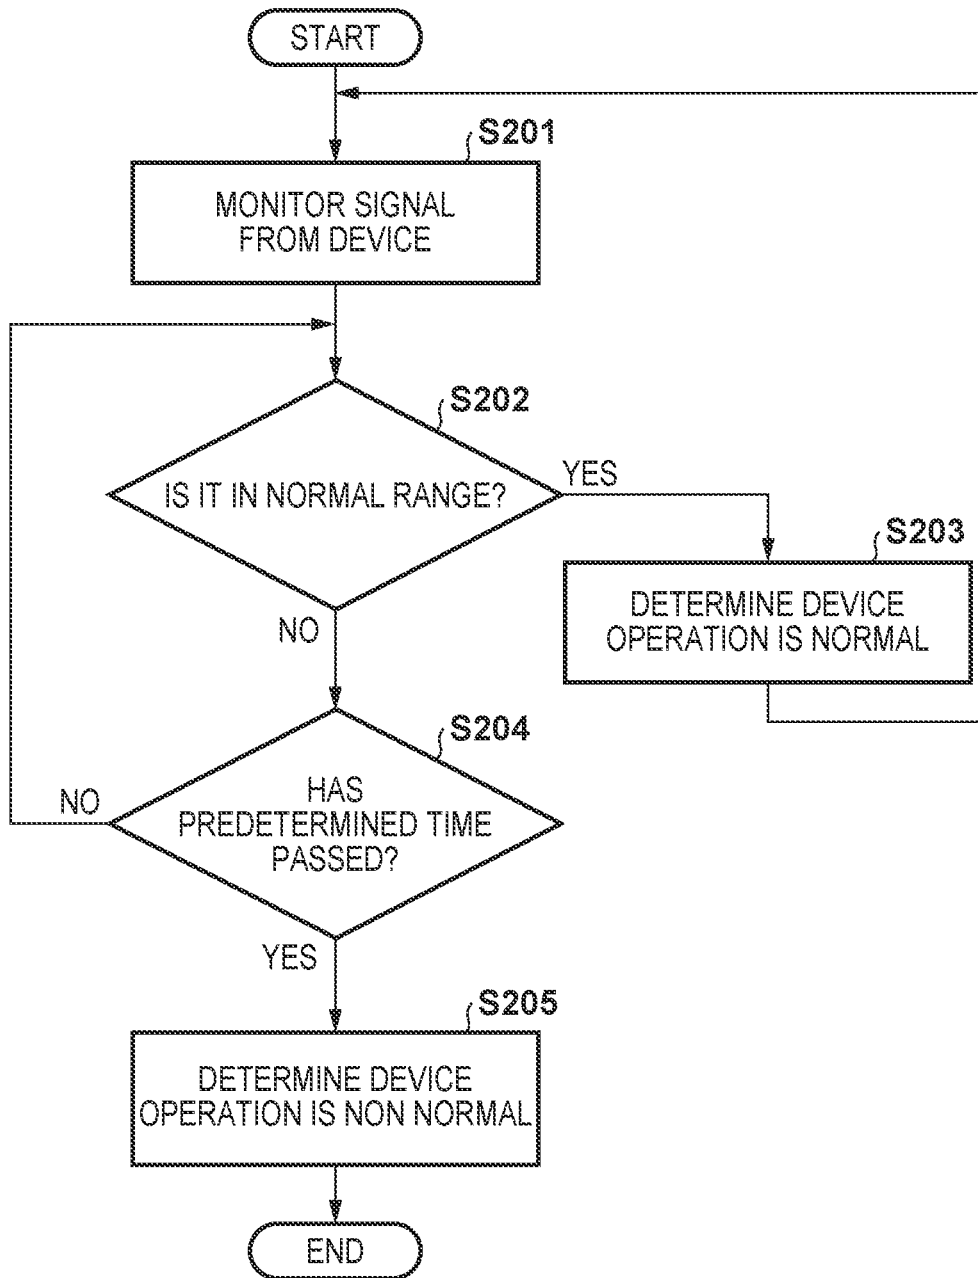 START
S201
MONITOR SIGNAL
FROM DEVICE
S202
IS IT IN NORMAL RANGE?
YES
S203
DETERMINE DEVICE
OPERATION IS NORMAL
NO
S204
HAS
PREDETERMINED TIME
PASSED?
NO
YES
S205
DETERMINE DEVICE
OPERATION IS NON NORMAL
END